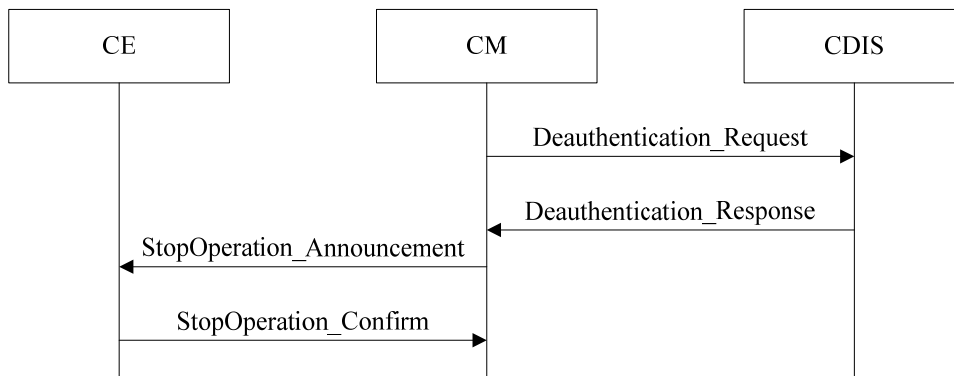 CE
CM
CDIS
Deauthentication_Request
Deauthentication_Response
StopOperation_Announcement
StopOperation_Confirm